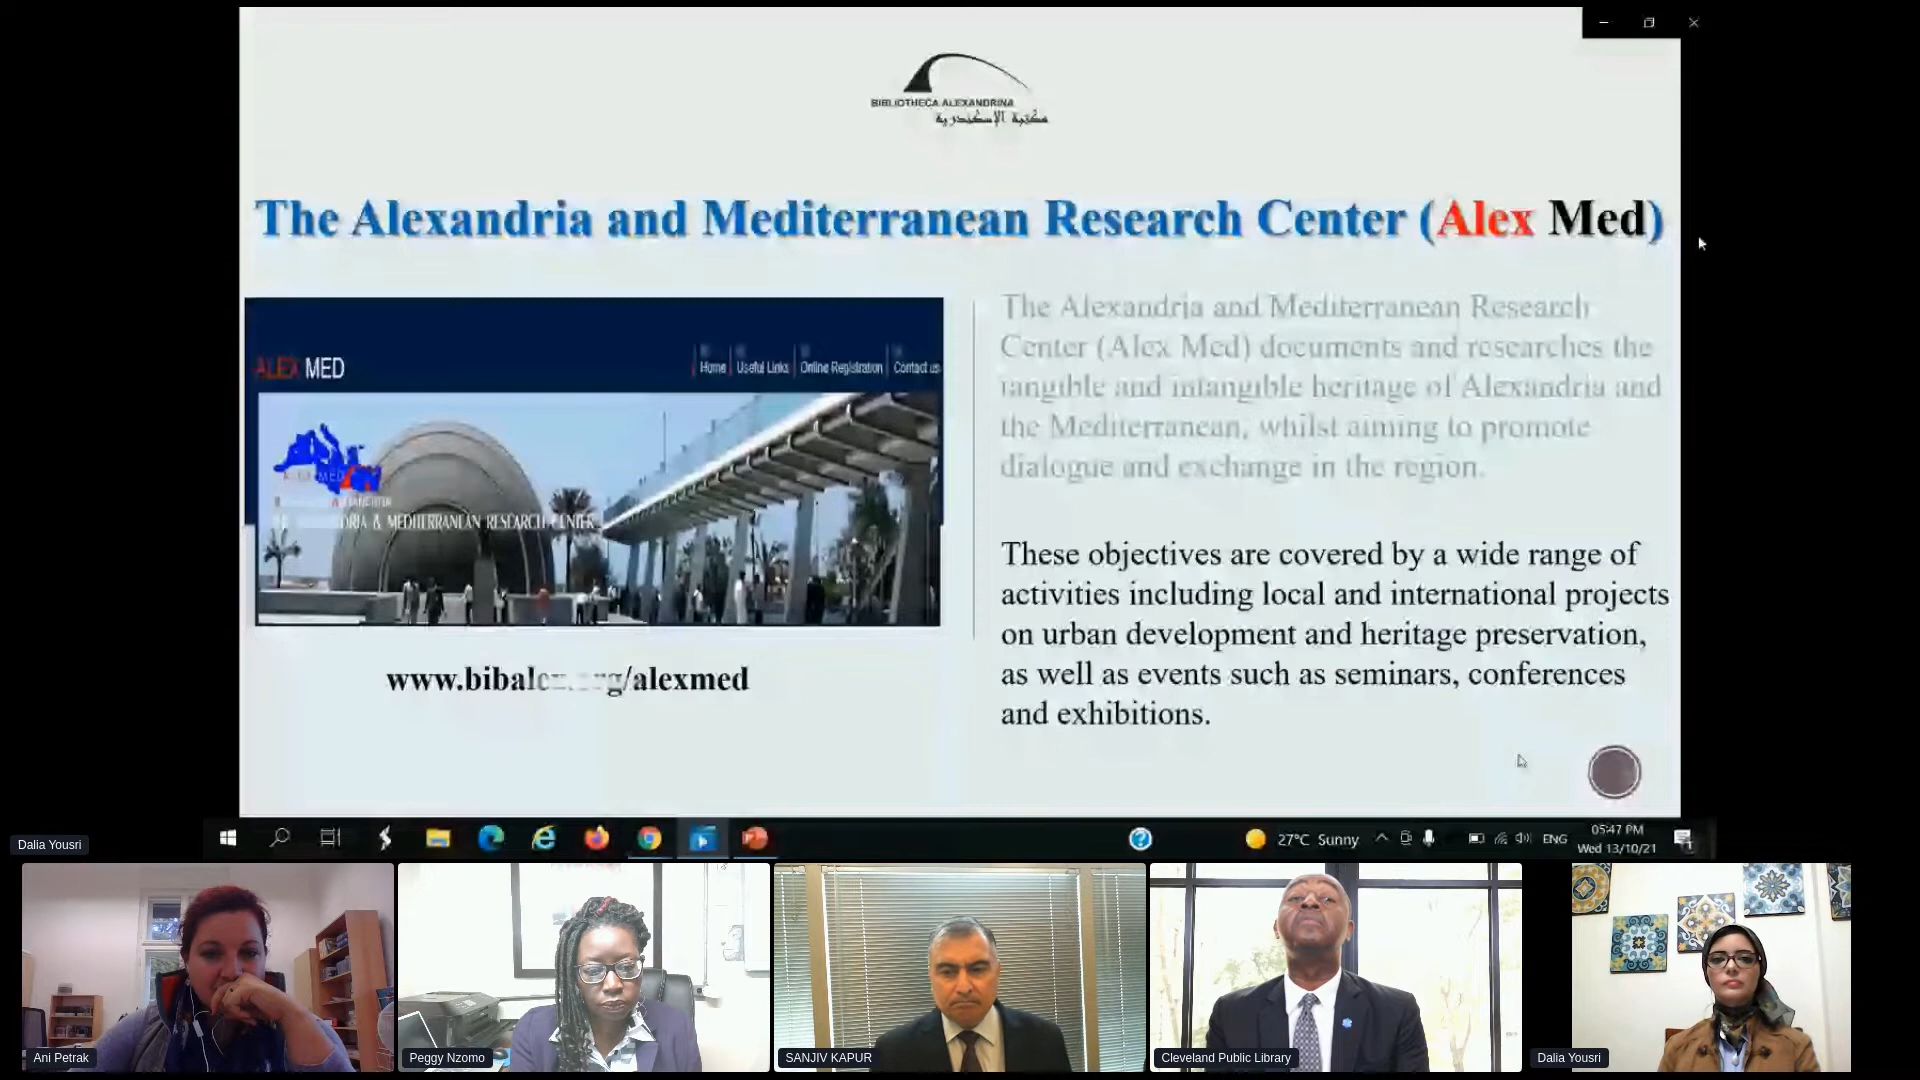 BIBLIOTHECA ALEXANDRINA
مكتبة الإسكندرية
The Alexandria and Mediterranean Research Center (Alex Med)
ALEX MED
Home
Useful Links
Online Registration
Contact us
& MEDITERRANEAN RESEARCH CENTER
www.bibalex.org/alexmed
The Alexandria and Mediterranean Research
Center (Alex Med) documents and researches the
tangible and intangible heritage of Alexandria and
the Mediterranean, whilst aiming to promote
dialogue and exchange in the region.
These objectives are covered by a wide range of
activities including local and international projects
on urban development and heritage preservation,
as well as events such as seminars, conferences
and exhibitions.
27°C Sunny
ENG
05:47 PM
Wed 13/10/21
Dalia Yousri
Ani Petrak
Peggy Nzomo
SANJIV KAPUR
Cleveland Public Library
Dalia Yousri